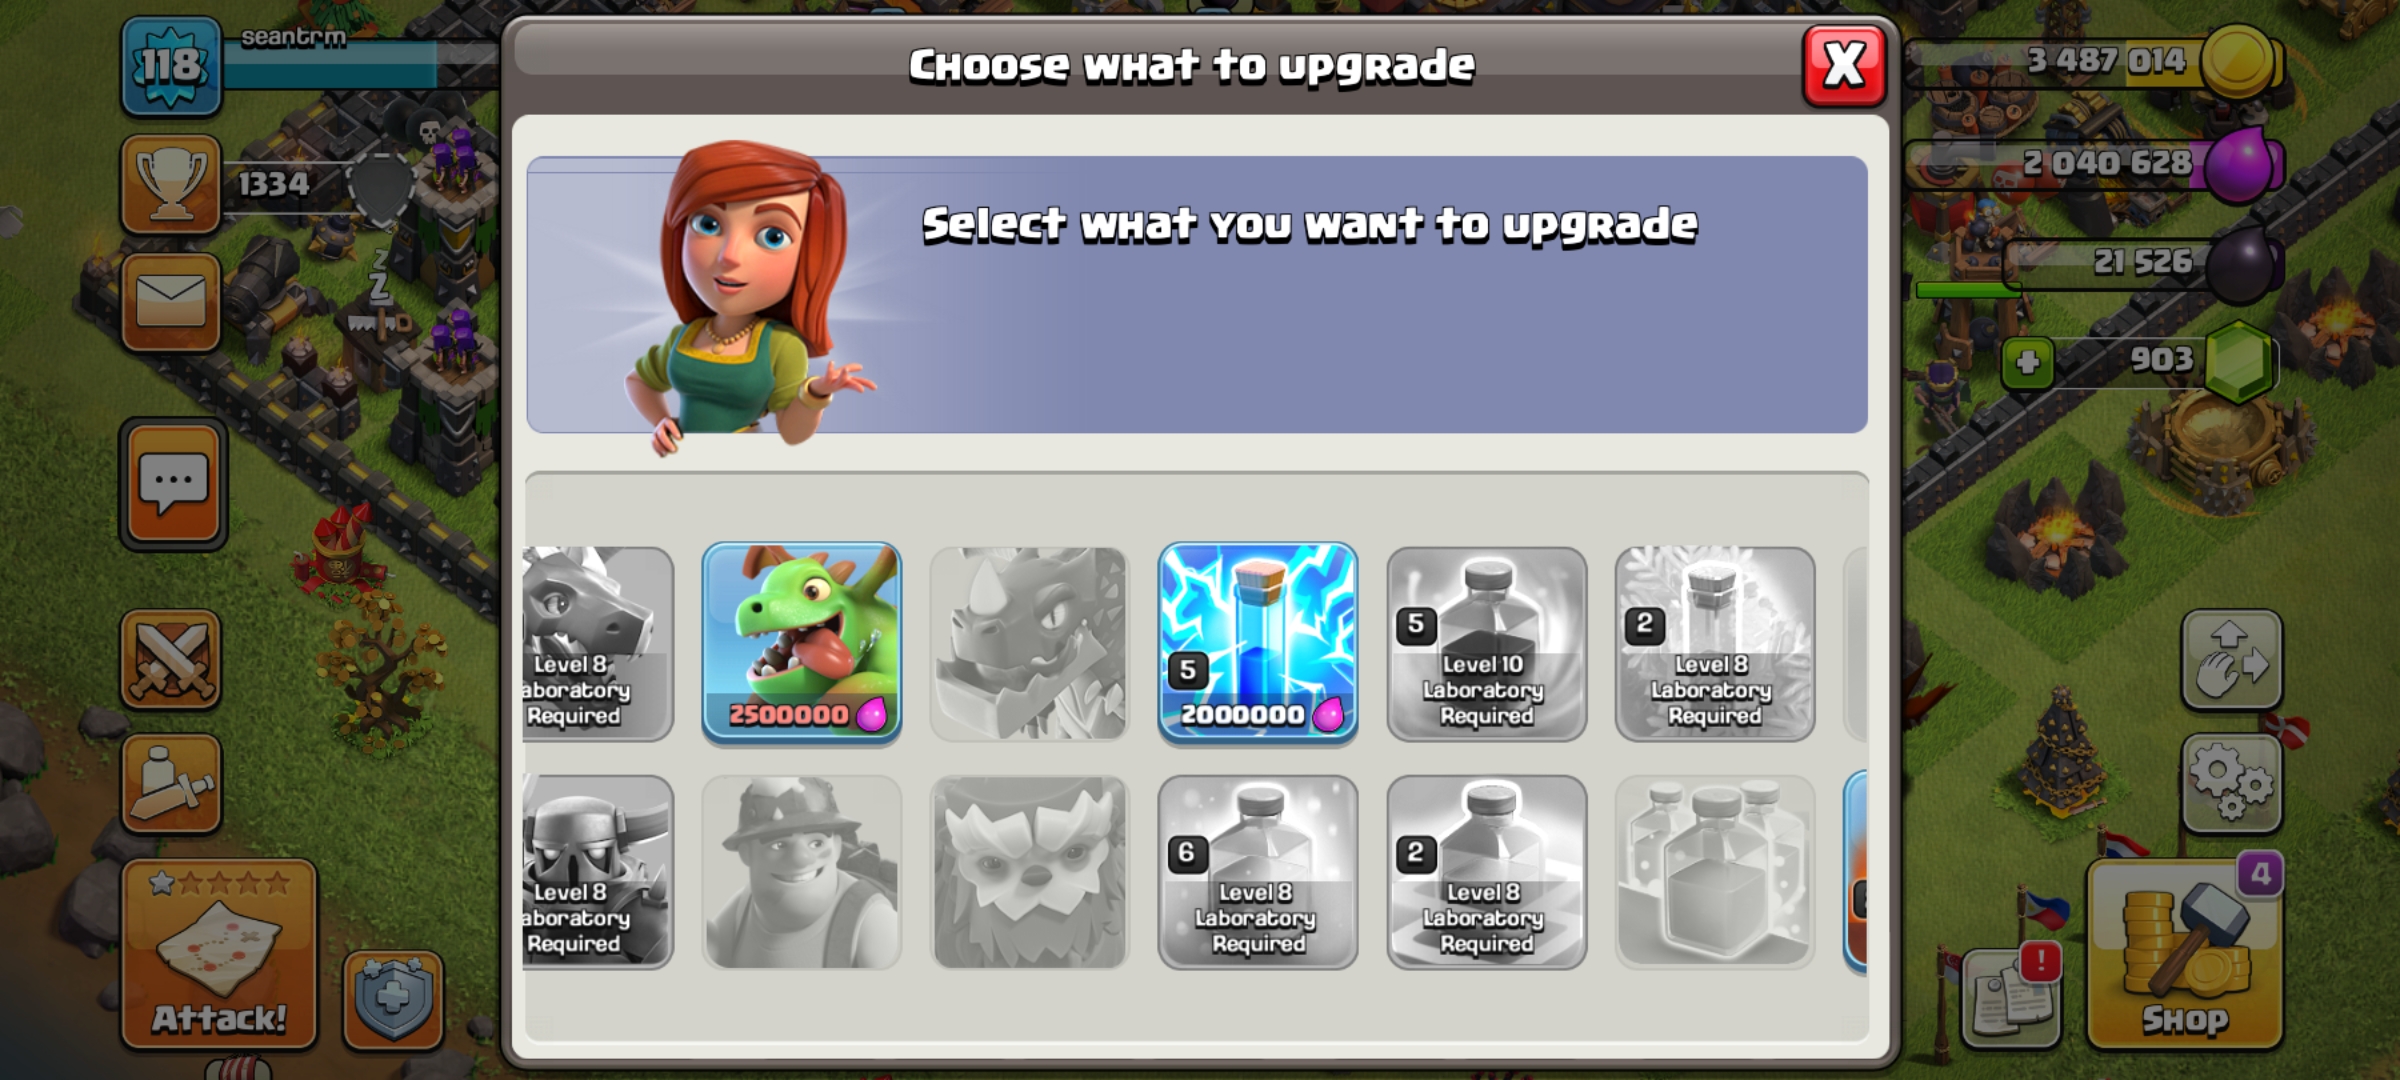 118
seantrm
1334
Z
Z
Attack!
Choose what to upgrade
X
Select what you want to upgrade
Level 8
aboratory
Required
2500000
5
2000000
5
Level 10
Laboratory
Required
2
Level 8
Laboratory
Required
Level 8
aboratory
Required
6
Level 8
Laboratory
Required
2
Level 8
Laboratory
Required
3 487 014
2 040 628
21 526
903
4
!
Shop